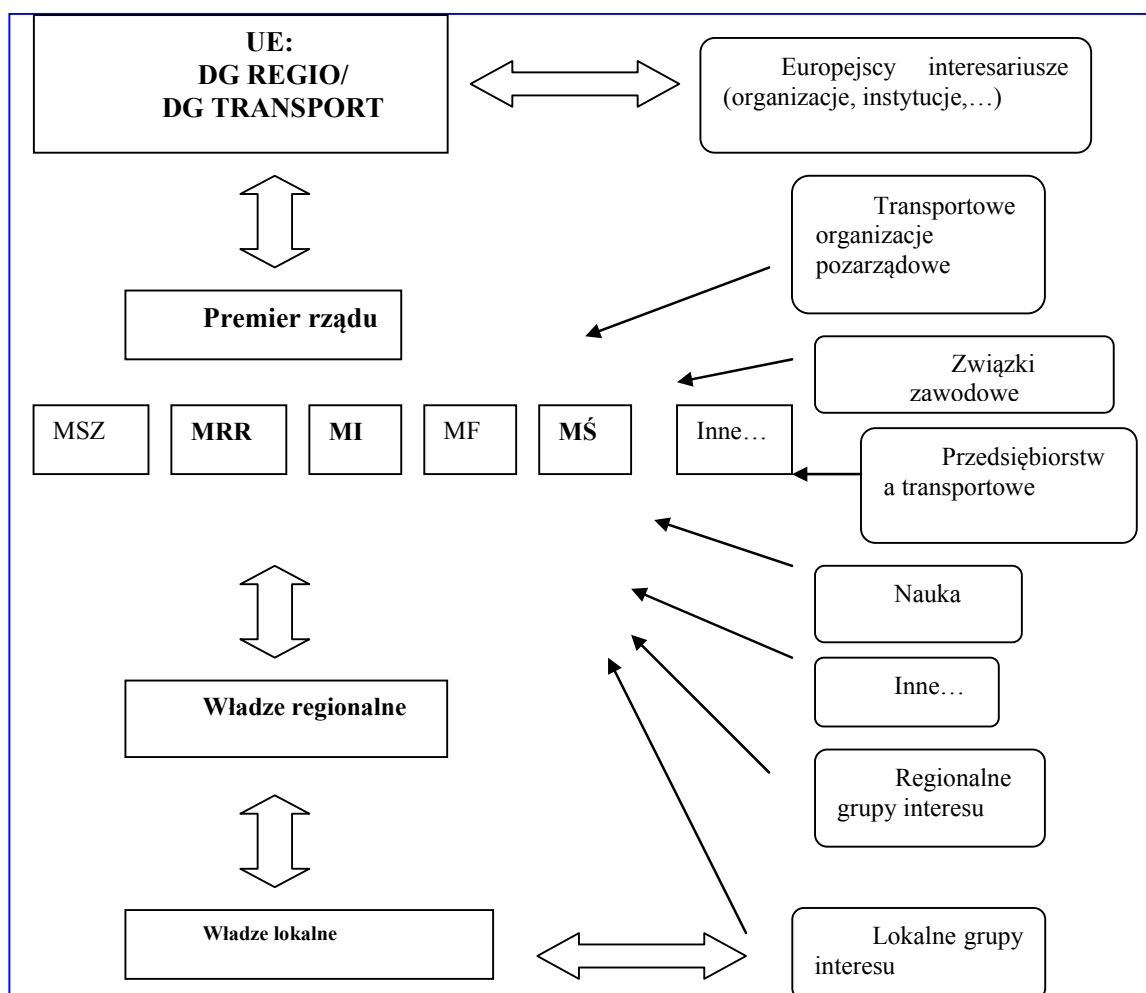 UE:
DG REGIO/
DG TRANSPORT
Europejscy interesariusze
(organizacje, instytucje,…)
Transportowe
organizacje
pozarządowe
Premier rządu
Związki
zawodowe
MSZ
MRR
MI
MF
MŚ
Inne…
Przedsiębiorstw
a transportowe
Nauka
Inne…
Władze regionalne
Regionalne
grupy interesu
Władze lokalne
Lokalne grupy
interesu